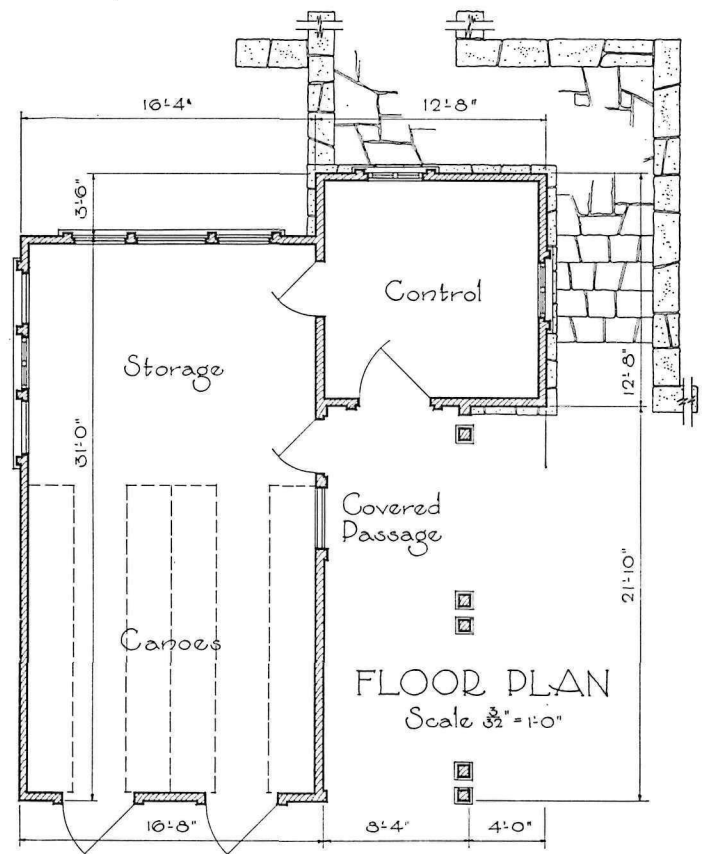 16'-4"
12'-8"
3'-6"
Control
Storage
12'-8"
31'-0"
Covered
Passage
21'-10"
Canoes
FLOOR PLAN
Scale 3/32" = 1'-0"
16'-8"
8'-4"
4'-0"